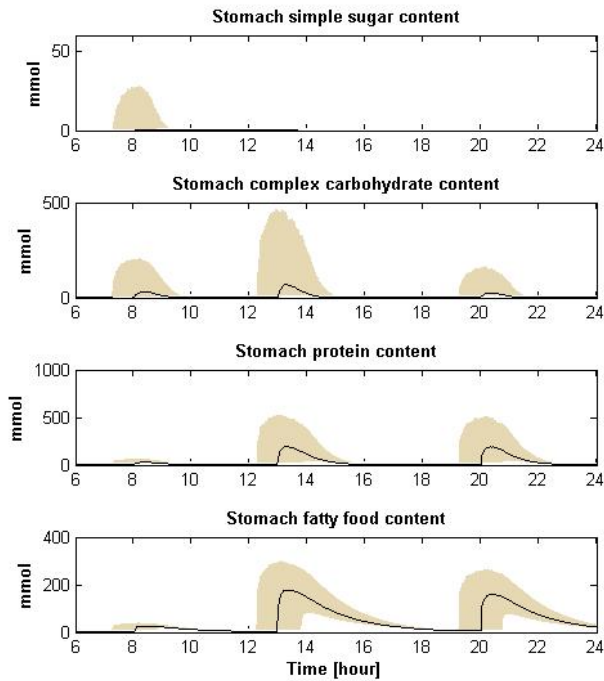 Stomach simple sugar content
50
0
mmol
6 8 10 12 14 16 18 20 22 24
Stomach complex carbohydrate content
500
0
mmol
6 8 10 12 14 16 18 20 22 24
Stomach protein content
1000
500
0
mmol
6 8 10 12 14 16 18 20 22 24
Stomach fatty food content
400
200
0
mmol
6 8 10 12 14 16 18 20 22 24
Time [hour]